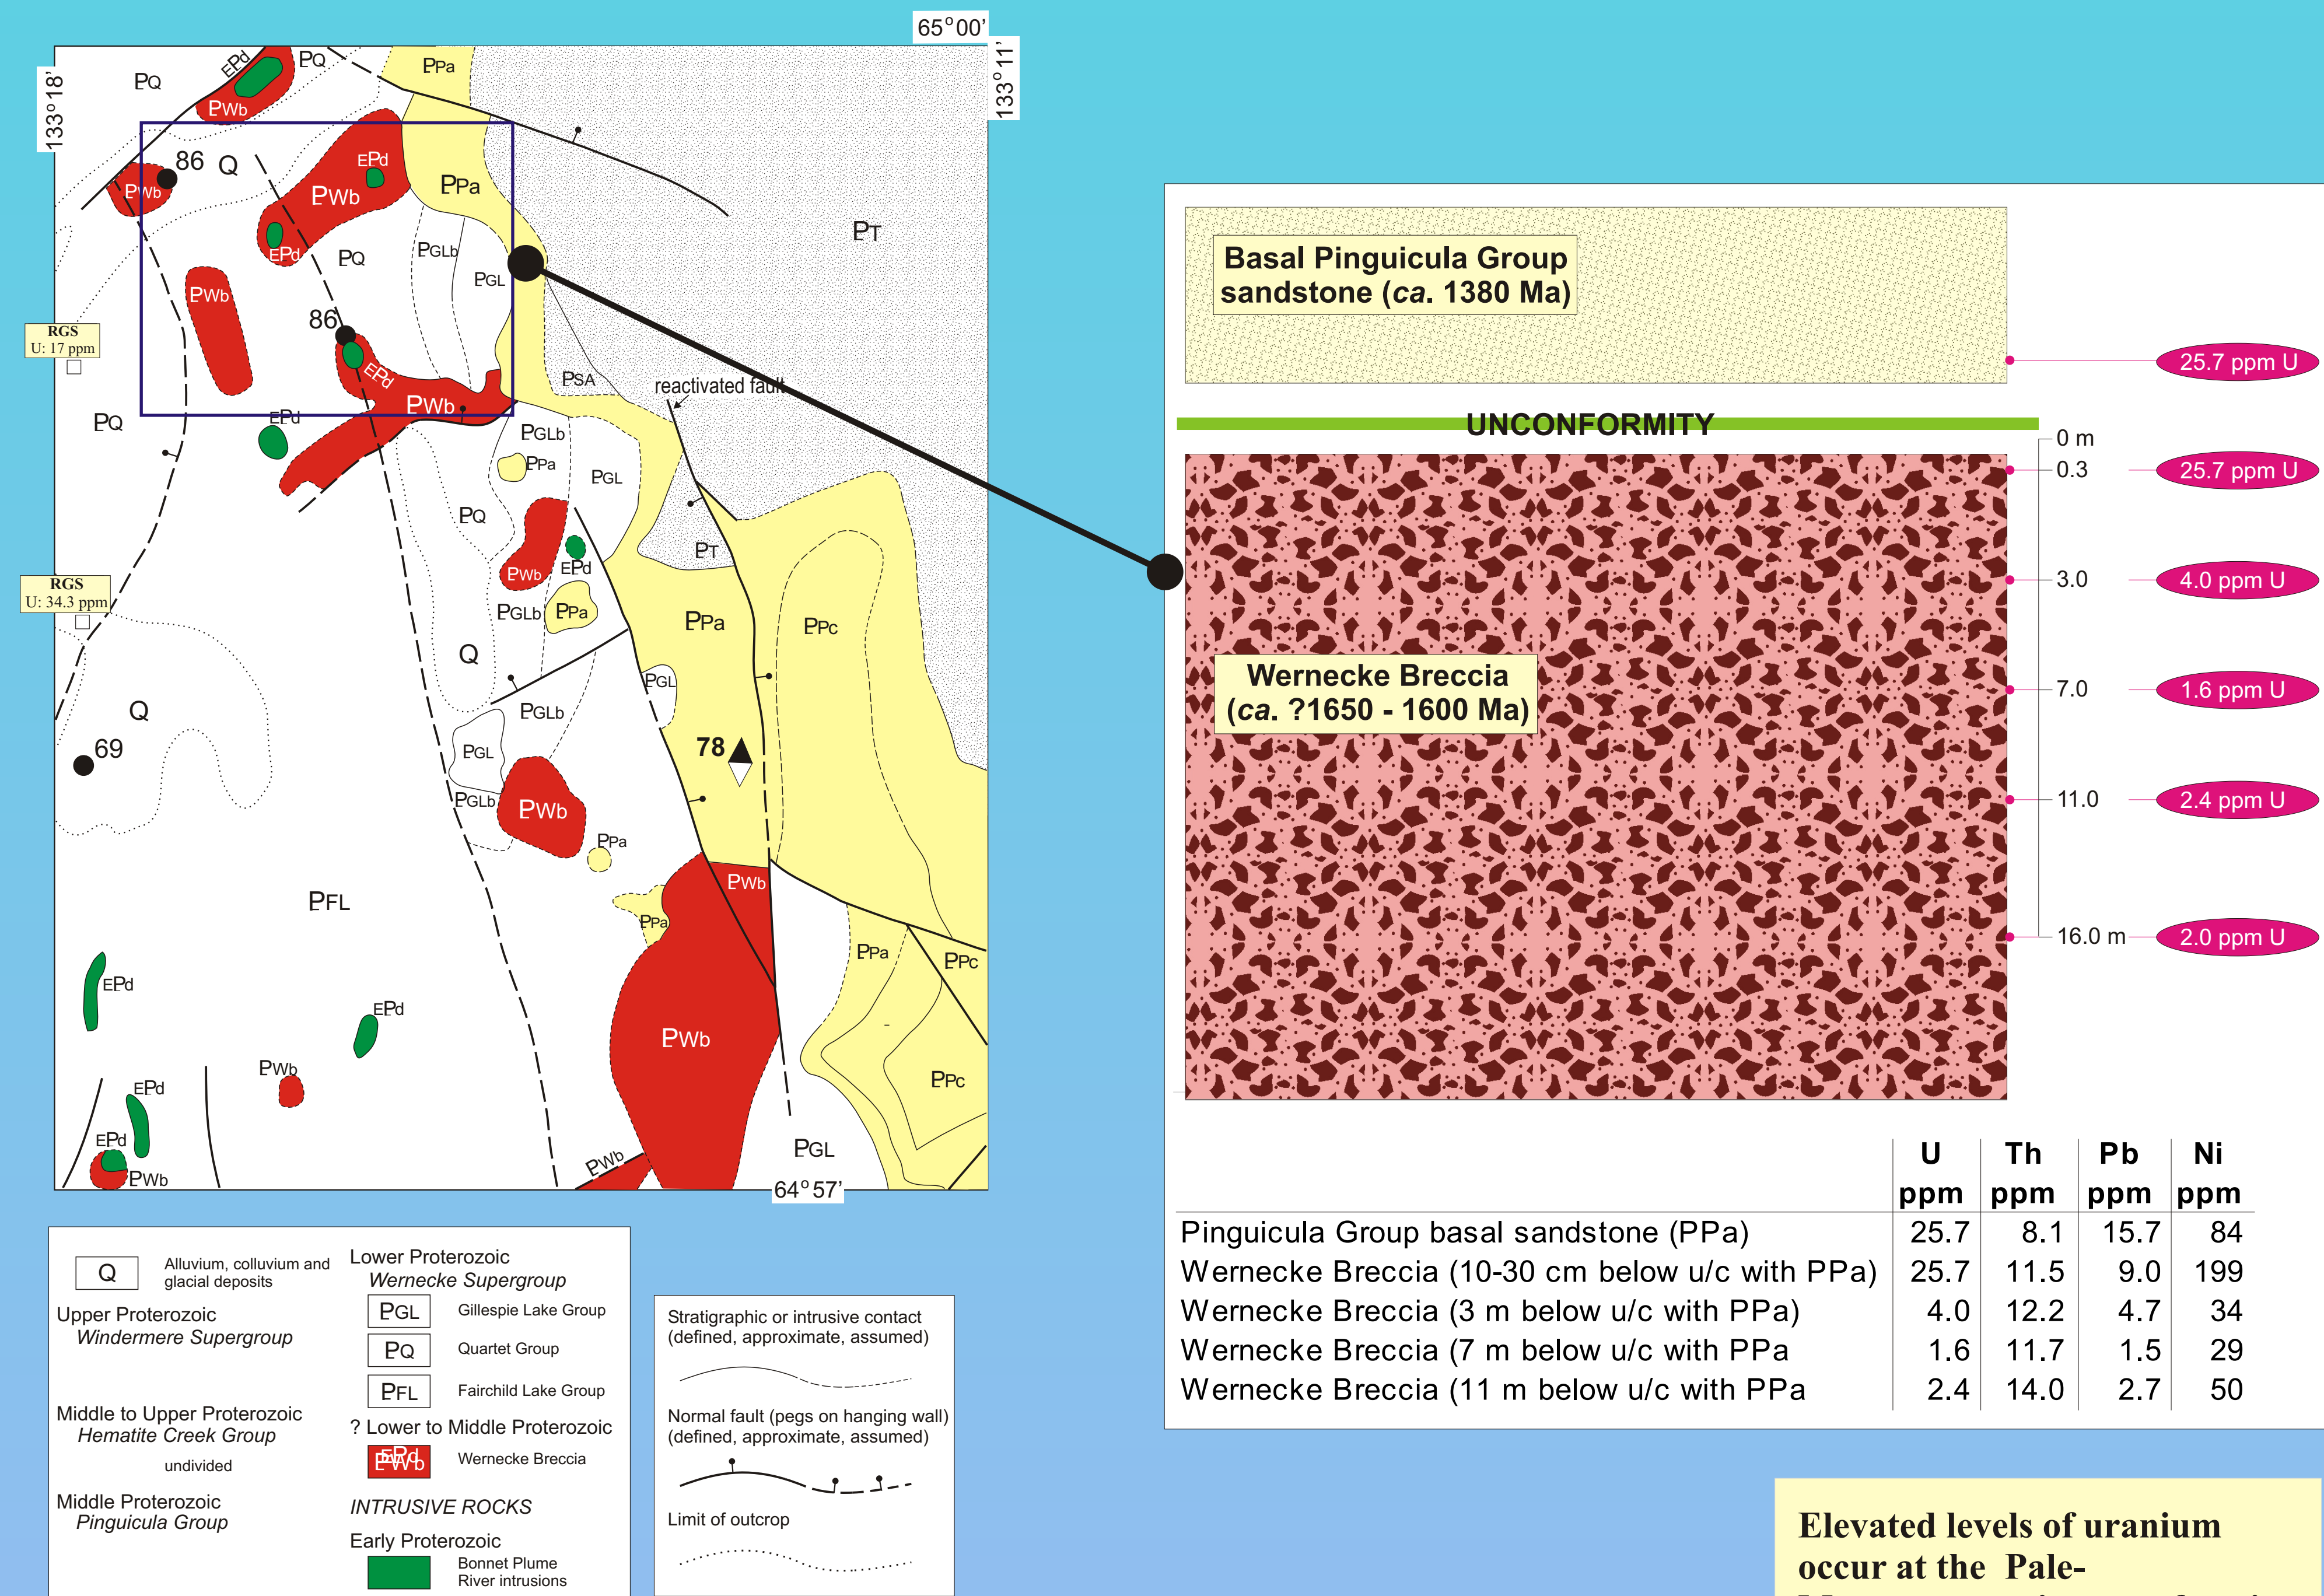 65°00’
133°18’
133°11’
EPd
PQ
PPa
PQ
PWb
86
Q
EPd
PWb
PPa
PWb
PT
EPd
PQ
PGLb
PGL
PWb
86
RGS
U: 17 ppm
EPd
PSA
reactivated fault
PWb
PQ
EPd
PGLb
PPa
PGL
PQ
PT
EPd
PWb
RGS
U: 34.3 ppm
PGLb
PPa
PPa
PPc
Q
PGL
Q
PGLb
69
PGL
78
PGLb
PWb
PPa
PWb
PFL
PPa
PPa
PPc
EPd
EPd
PWb
PWb
PPc
EPd
EPd
PWb
PWb
PGL
64°57’
Basal Pinguicula Group
sandstone (ca. 1380 Ma)
25.7 ppm U
UNCONFORMITY
0 m
0.3 25.7 ppm U
3.0 4.0 ppm U
Wernecke Breccia
(ca. ?1650 - 1600 Ma)
7.0 1.6 ppm U
11.0 2.4 ppm U
16.0 m 2.0 ppm U
U Th Pb Ni
ppm ppm ppm ppm
Pinguicula Group basal sandstone (PPa) 25.7 8.1 15.7 84
Wernecke Breccia (10-30 cm below u/c with PPa) 25.7 11.5 9.0 199
Wernecke Breccia (3 m below u/c with PPa) 4.0 12.2 4.7 34
Wernecke Breccia (7 m below u/c with PPa 1.6 11.7 1.5 29
Wernecke Breccia (11 m below u/c with PPa 2.4 14.0 2.7 50
Q
Alluvium, colluvium and
glacial deposits
Upper Proterozoic
Windermere Supergroup
Middle to Upper Proterozoic
Hematite Creek Group
undivided
Middle Proterozoic
Pinguicula Group
Lower Proterozoic
Wernecke Supergroup
PGL Gillespie Lake Group
PQ Quartet Group
PFL Fairchild Lake Group
? Lower to Middle Proterozoic
EPd
PWb Wernecke Breccia
INTRUSIVE ROCKS
Early Proterozoic
Bonnet Plume
River intrusions
Stratigraphic or intrusive contact
(defined, approximate, assumed)
Normal fault (pegs on hanging wall)
(defined, approximate, assumed)
Limit of outcrop
Elevated levels of uranium
occur at the Pale-